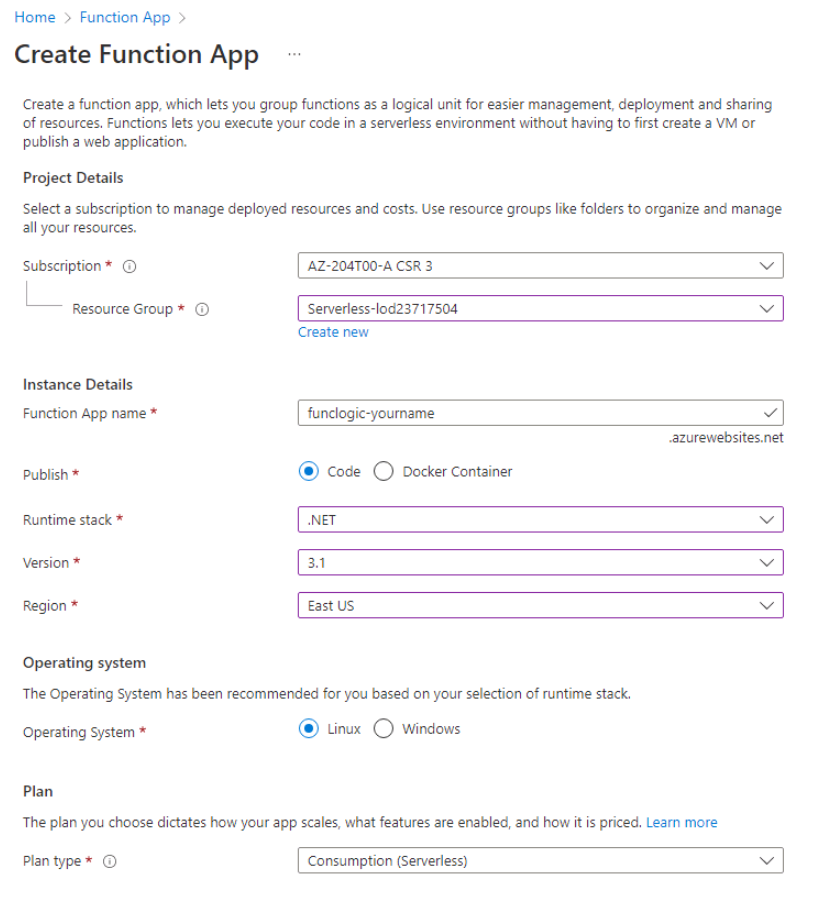 Home > Function App >
Create Function App ...
Create a function app, which lets you group functions as a logical unit for easier management, deployment and sharing
of resources. Functions lets you execute your code in a serverless environment without having to first create a VM or
publish a web application.
Project Details
Select a subscription to manage deployed resources and costs. Use resource groups like folders to organize and manage
all your resources.
Subscription * AZ-204T00-A CSR 3
Resource Group * Serverless-lod23717504
Create new
Instance Details
Function App name * funclogic-yourname
.azurewebsites.net
Publish * Code Docker Container
Runtime stack * .NET
Version * 3.1
Region * East US
Operating system
The Operating System has been recommended for you based on your selection of runtime stack.
Operating System * Linux Windows
Plan
The plan you choose dictates how your app scales, what features are enabled, and how it is priced. Learn more
Plan type * Consumption (Serverless)